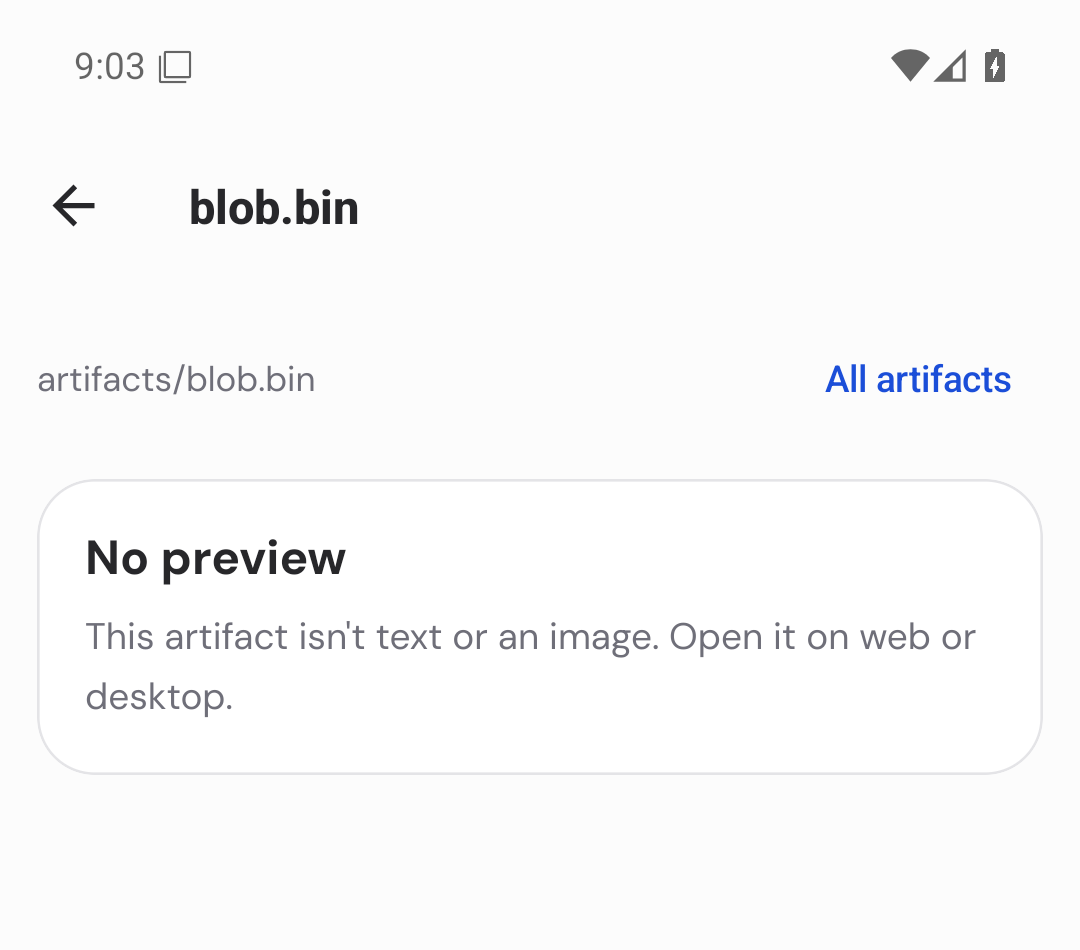 9:03
blob.bin
artifacts/blob.bin
All artifacts
No preview
This artifact isn't text or an image. Open it on web or
desktop.